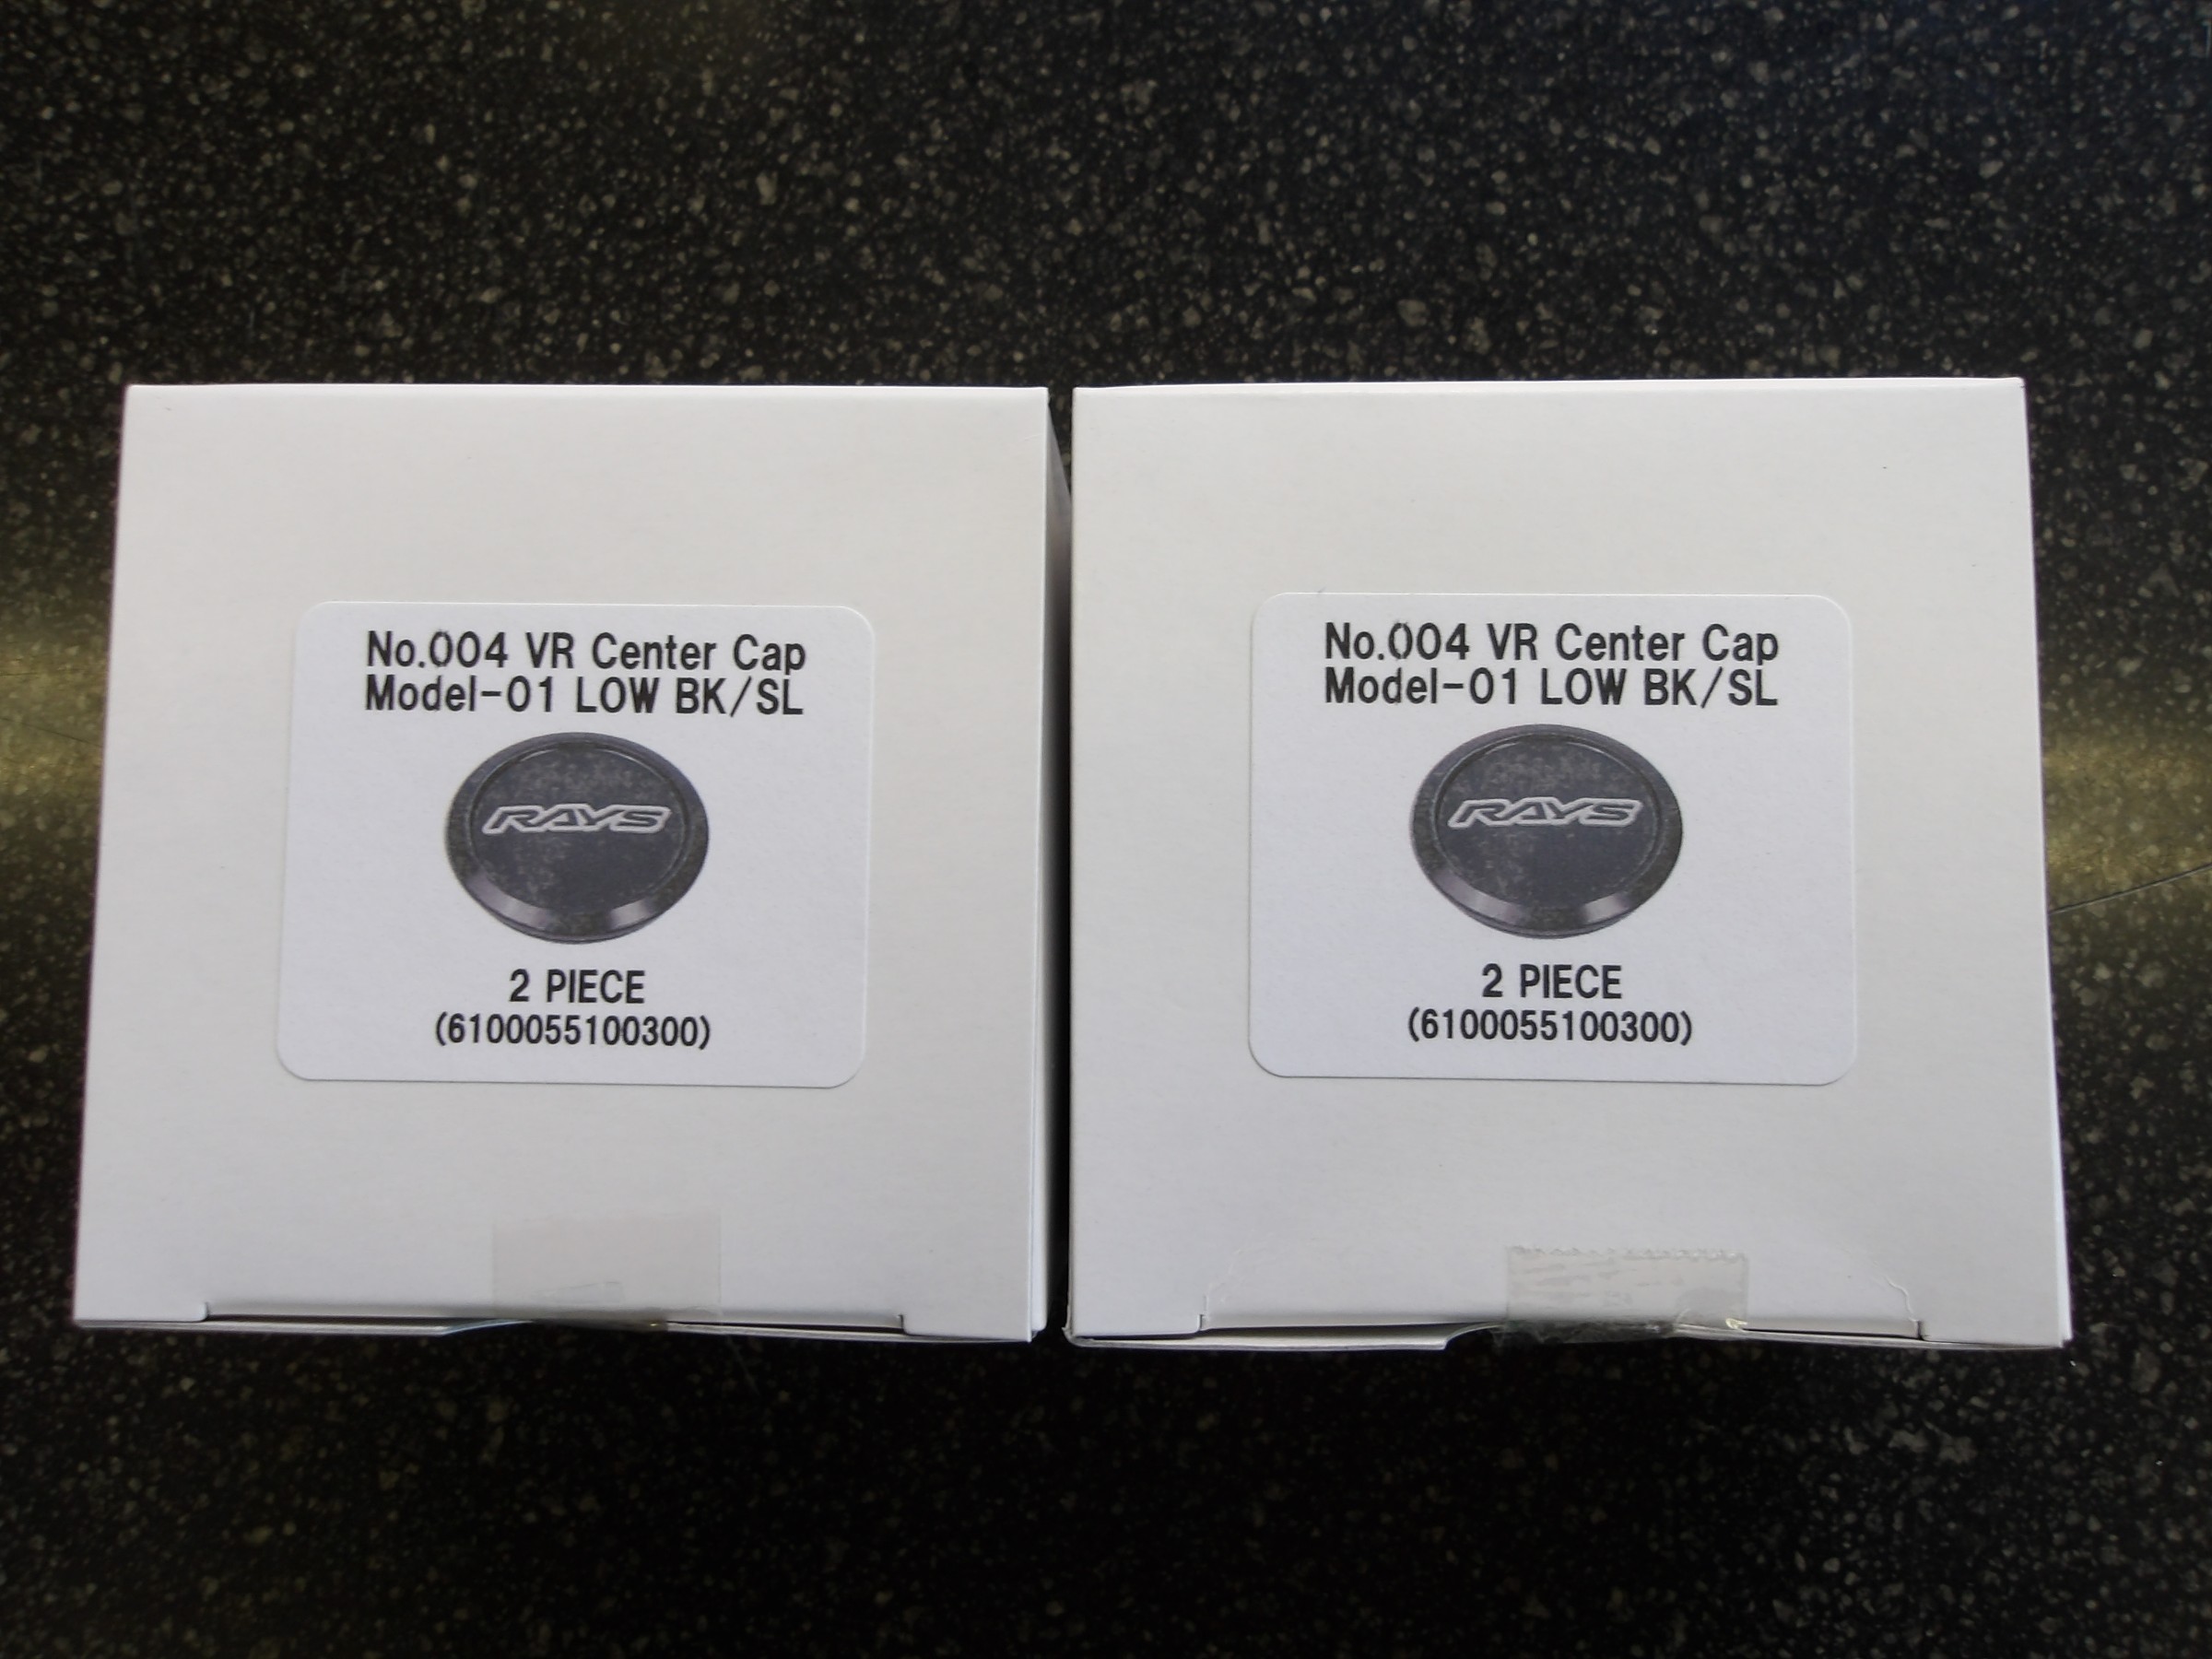 No.004 VR Center Cap
Model-01 LOW BK/SL
RAYS
2 PIECE
(6100055100300)
No.004 VR Center Cap
Model-01 LOW BK/SL
RAYS
2 PIECE
(6100055100300)